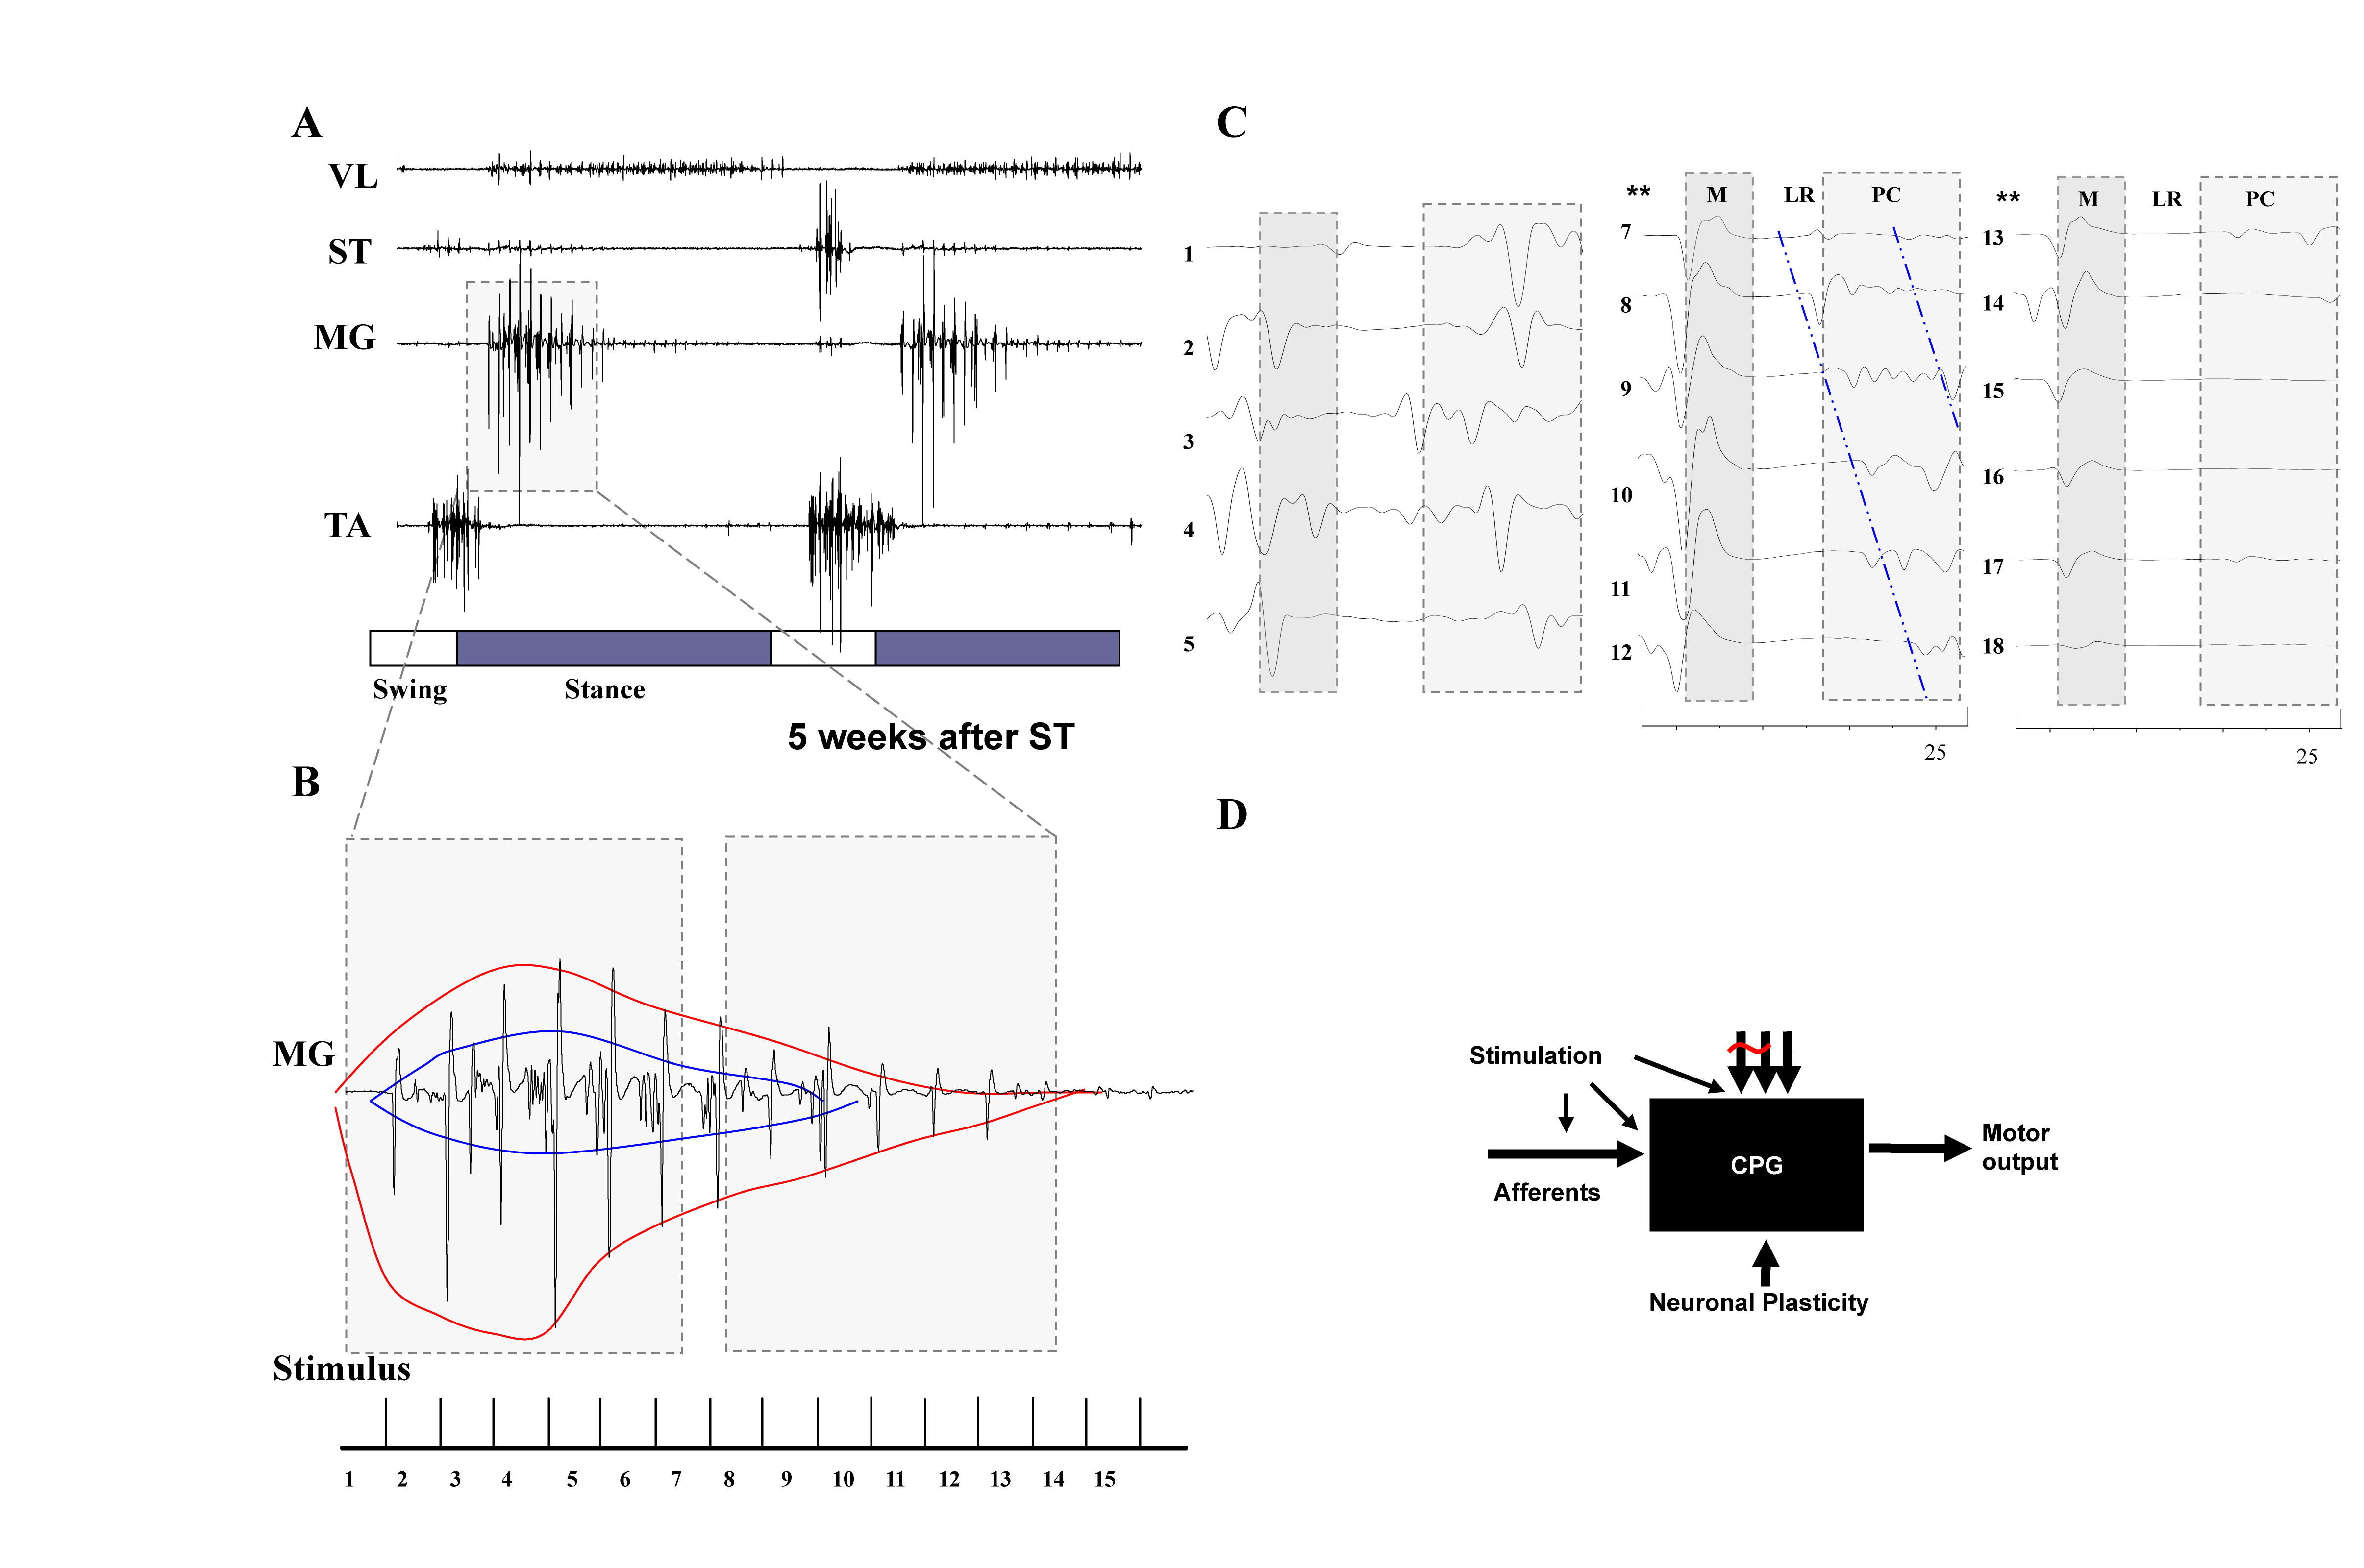 A
VL
ST
MG
TA
Swing
Stance
5 weeks after ST
B
MG
Stimulus
1 2 3 4 5 6 7 8 9 10 11 12 13 14 15
C
1
2
3
4
5
** M LR PC
7
8
9
10
11
12
25
** M LR PC
13
14
15
16
17
18
25
D
Stimulation
Afferents
CPG
Motor
output
Neuronal Plasticity